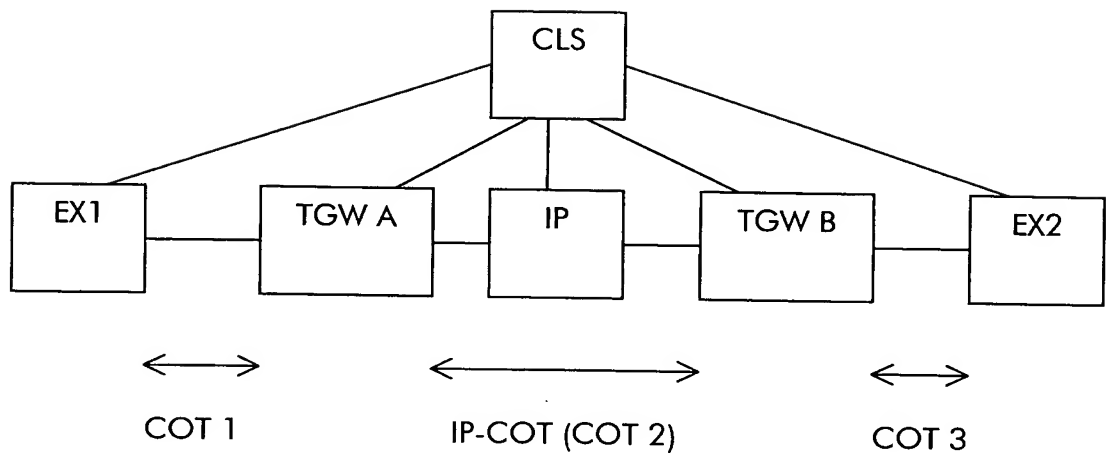 CLS
EX1
TGW A
IP
TGW B
EX2
COT 1
IP-COT (COT 2)
COT 3